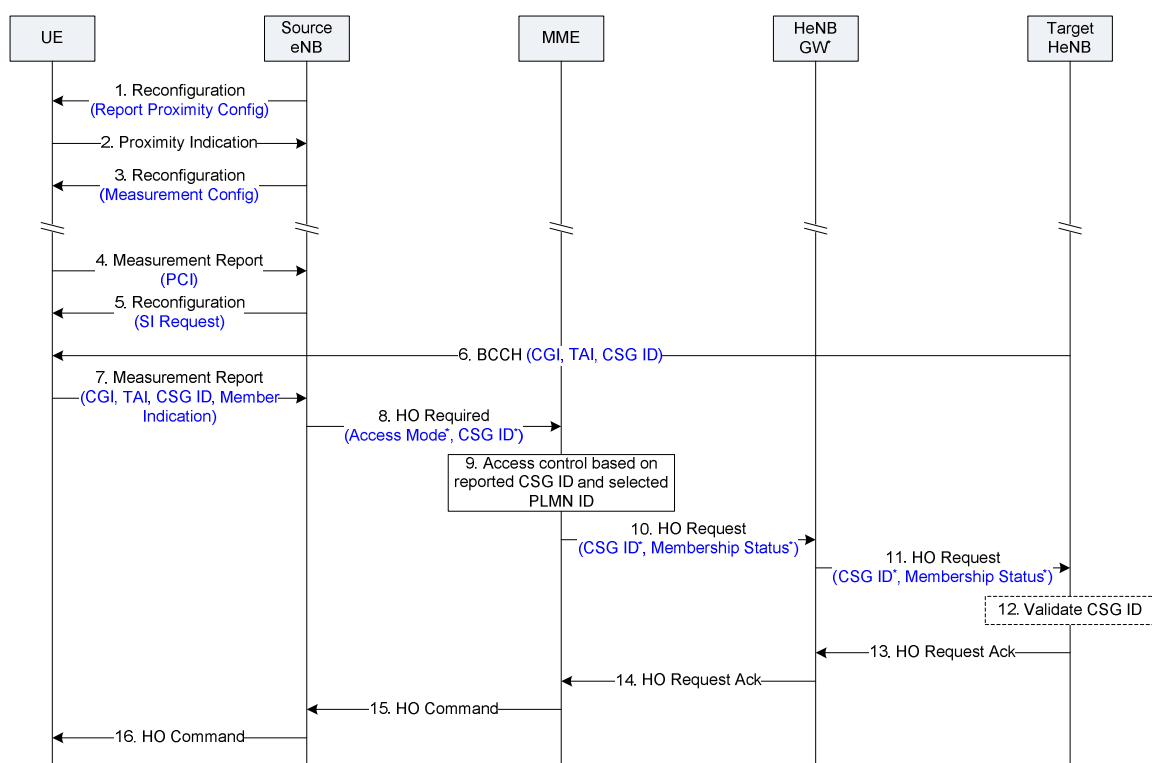 UE
Source
eNB
MME
HeNB
GW*
Target
HeNB
1. Reconfiguration
(Report Proximity Config)
2. Proximity Indication
3. Reconfiguration
(Measurement Config)
4. Measurement Report
(PCI)
5. Reconfiguration
(SI Request)
6. BCCH (CGI, TAI, CSG ID)
7. Measurement Report
(CGI, TAI, CSG ID, Member
Indication)
8. HO Required
(Access Mode*, CSG ID*)
9. Access control based on
reported CSG ID and selected
PLMN ID
10. HO Request
(CSG ID*, Membership Status*)
11. HO Request
(CSG ID*, Membership Status*)
12. Validate CSG ID
13. HO Request Ack
14. HO Request Ack
15. HO Command
16. HO Command